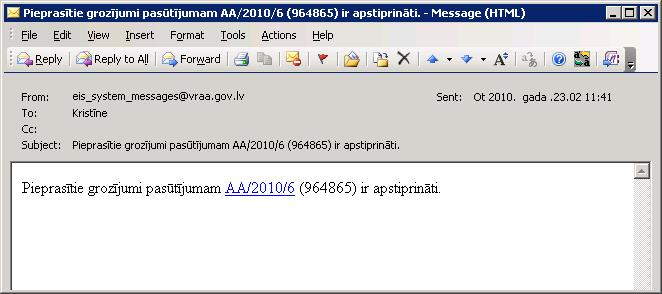 Pieprasītie grozījumi pasūtījumam AA/2010/6 (964865) ir apstiprināti. - Message (HTML)
File Edit View Insert Format Tools Actions Help
Reply Reply to All Forward
From: eis_system_messages@vraa.gov.lv Sent: Ot 2010. gada .23.02 11:41
To: Kristīne
Cc:
Subject: Pieprasītie grozījumi pasūtījumam AA/2010/6 (964865) ir apstiprināti.
Pieprasītie grozījumi pasūtījumam AA/2010/6 (964865) ir apstiprināti.